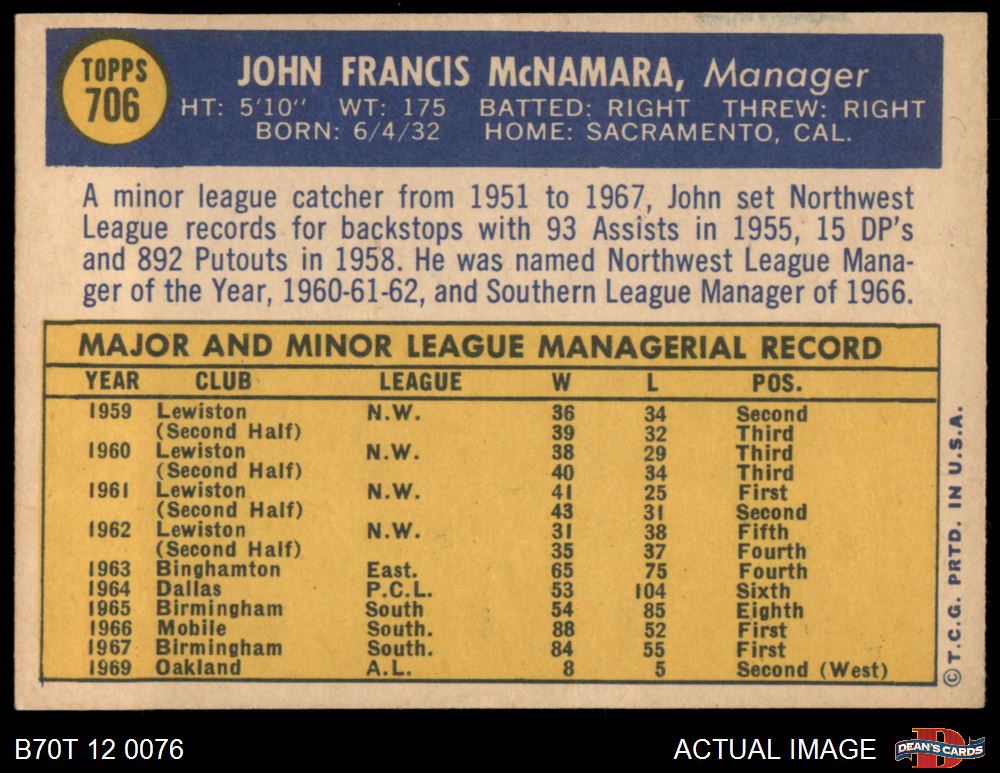 TOPPS
706
JOHN FRANCIS McNAMARA, Manager
HT: 5'10" WT: 175 BATTED: RIGHT THREW: RIGHT
BORN: 6/4/32 HOME: SACRAMENTO, CAL.
A minor league catcher from 1951 to 1967, John set Northwest
League records for backstops with 93 Assists in 1955, 15 DP's
and 892 Putouts in 1958. He was named Northwest League Mana-
ger of the Year, 1960-61-62, and Southern League Manager of 1966.
MAJOR AND MINOR LEAGUE MANAGERIAL RECORD
YEAR CLUB LEAGUE W L POS.
1959 Lewiston N.W. 36 34 Second
(Second Half) 39 32 Third
1960 Lewiston N.W. 38 29 Third
(Second Half) 40 34 Third
1961 Lewiston N.W. 41 25 First
(Second Half) 43 31 Second
1962 Lewiston N.W. 31 38 Fifth
(Second Half) 35 37 Fourth
1963 Binghamton East. 65 75 Fourth
1964 Dallas P.C.L. 53 104 Sixth
1965 Birmingham South 54 85 Eighth
1966 Mobile South. 88 52 First
1967 Birmingham South. 84 55 First
1969 Oakland A.L. 8 5 Second (West)
© T.C.G. PRTD. IN U.S.A.
B70T 12 0076
ACTUAL IMAGE
DEAN'S CARDS